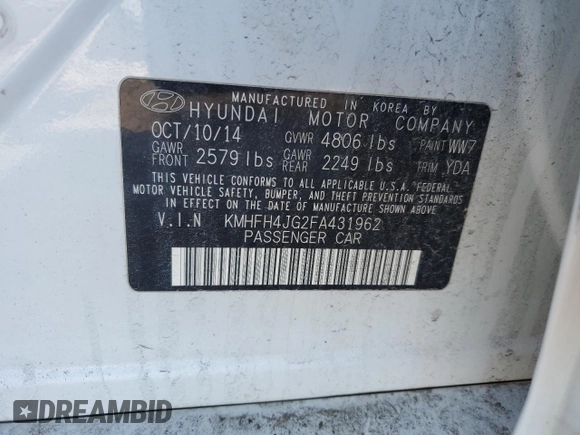 MANUFACTURED IN KOREA BY
HYUNDAI MOTOR COMPANY
OCT/10/14 GVWR 4806 lbs PAINT WW7
GAWR FRONT 2579 lbs GAWR REAR 2249 lbs TRIM YDA
THIS VEHICLE CONFORMS TO ALL APPLICABLE U.S.A. FEDERAL
MOTOR VEHICLE SAFETY, BUMPER, AND THEFT PREVENTION STANDARDS
IN EFFECT ON THE DATE OF MANUFACTURE SHOWN ABOVE.
V.I.N KMHFH4JG2FA431962
PASSENGER CAR
DREAMBID